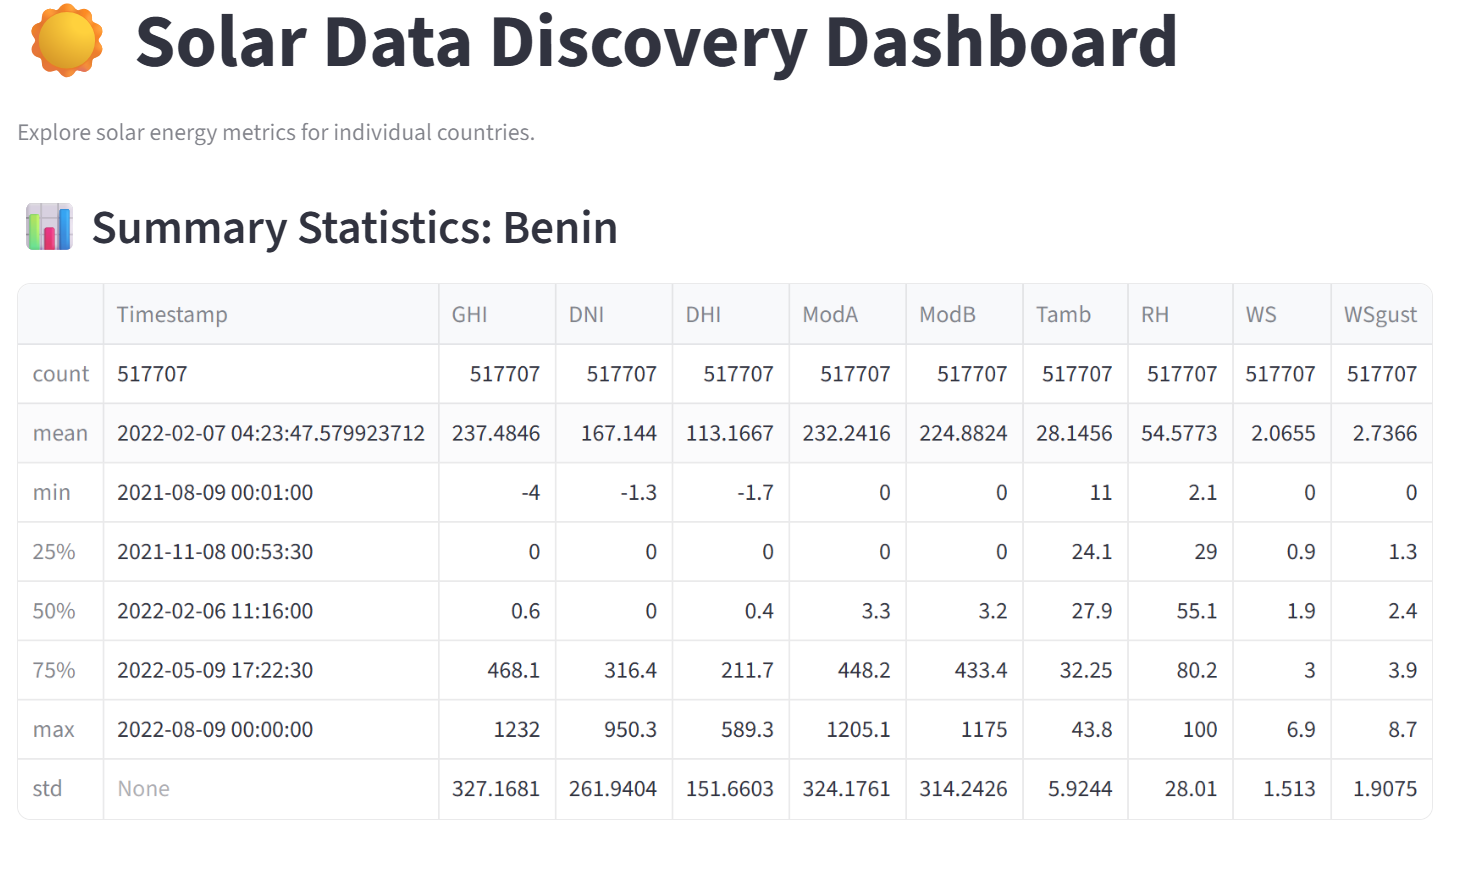 Solar Data Discovery Dashboard
Explore solar energy metrics for individual countries.
Summary Statistics: Benin
Timestamp GHI DNI DHI ModA ModB Tamb RH WS WSgust
count 517707 517707 517707 517707 517707 517707 517707 517707 517707 517707
mean 2022-02-07 04:23:47.579923712 237.4846 167.144 113.1667 232.2416 224.8824 28.1456 54.5773 2.0655 2.7366
min 2021-08-09 00:01:00 -4 -1.3 -1.7 0 0 11 2.1 0 0
25% 2021-11-08 00:53:30 0 0 0 0 0 24.1 29 0.9 1.3
50% 2022-02-06 11:16:00 0.6 0 0.4 3.3 3.2 27.9 55.1 1.9 2.4
75% 2022-05-09 17:22:30 468.1 316.4 211.7 448.2 433.4 32.25 80.2 3 3.9
max 2022-08-09 00:00:00 1232 950.3 589.3 1205.1 1175 43.8 100 6.9 8.7
std None 327.1681 261.9404 151.6603 324.1761 314.2426 5.9244 28.01 1.513 1.9075